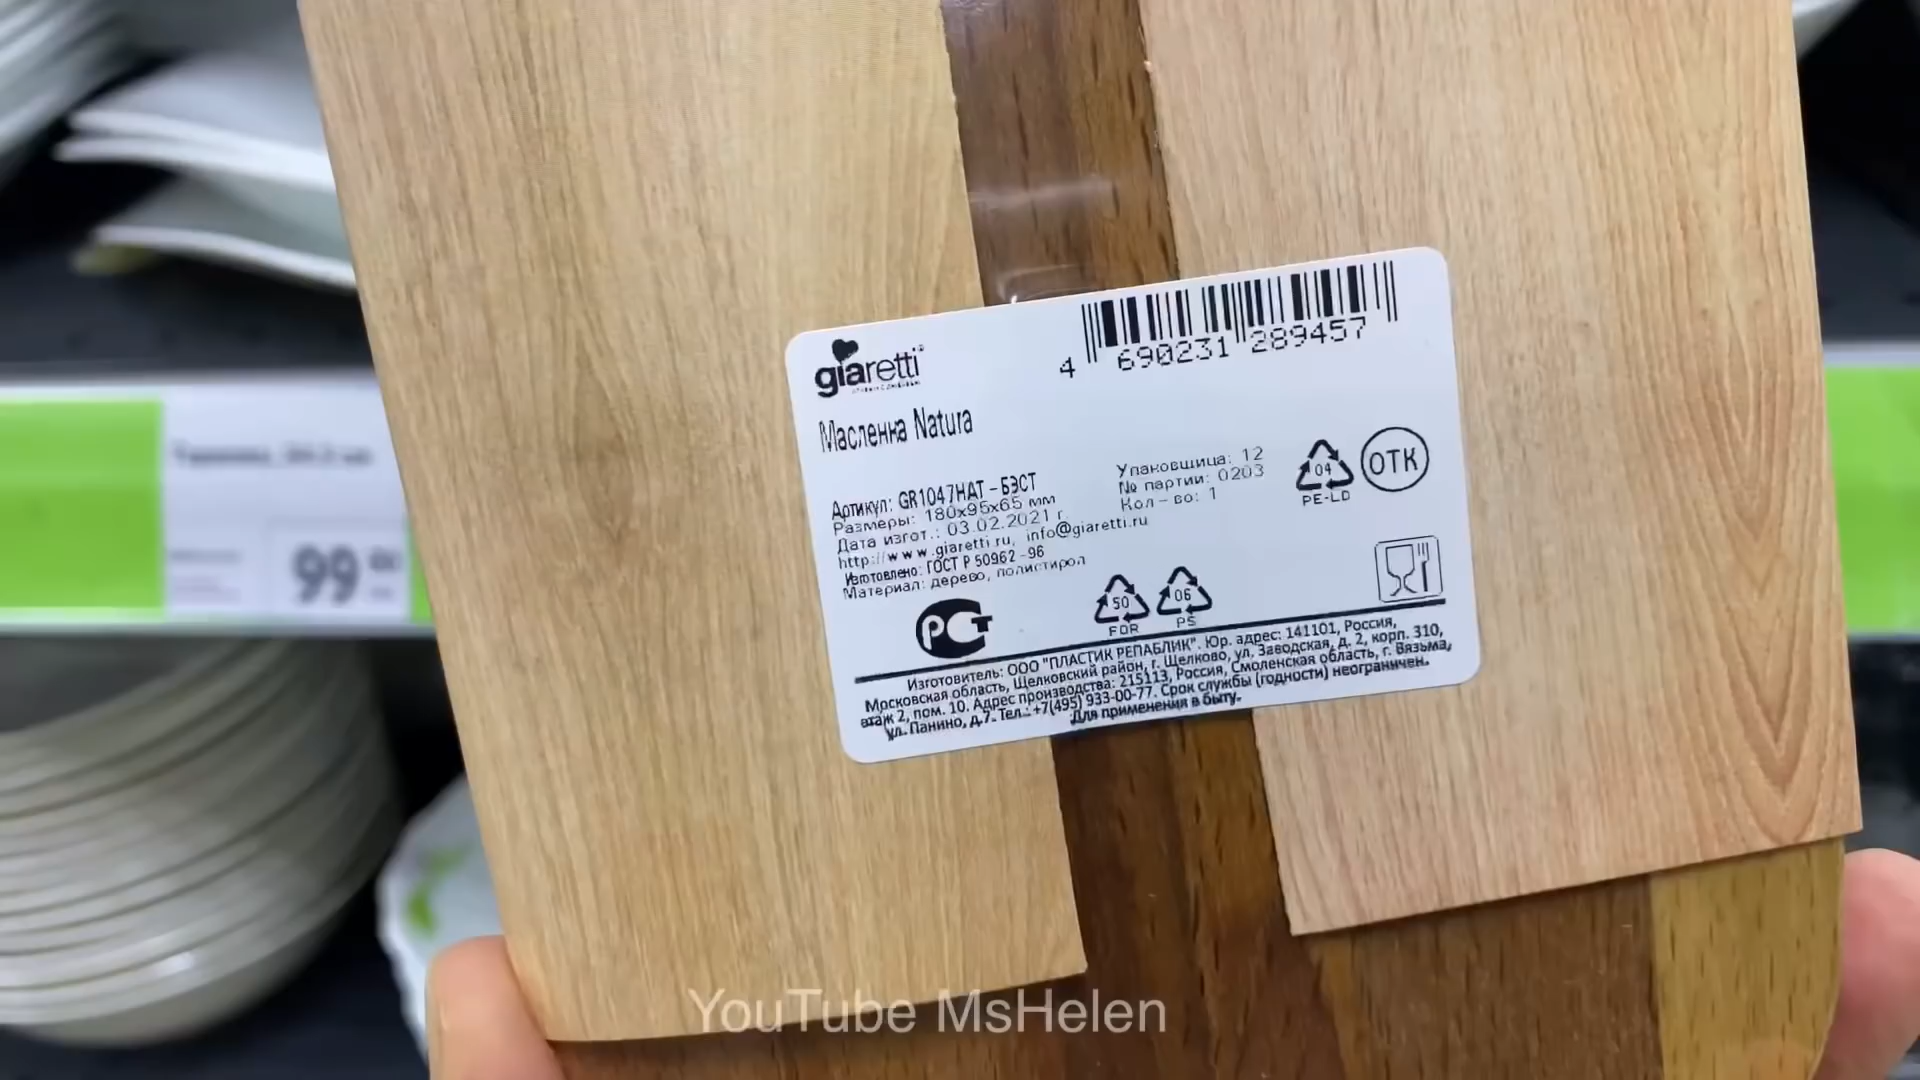 giaretti
4 690231 289457
Масленка Natura
Артикул: GR1047НАТ-БЭСТ
Размеры: 180x95x65 мм
Дата изгот.: 03.02.2021 г.
http://www.giaretti.ru, info@giaretti.ru
Изготовлено: ГОСТ Р 50962-96
Материал: дерево, полистирол
Упаковщица: 12
№ партии: 0203
Кол-во: 1
04
PE-LD
ОТК
РСТ
50
FOR
06
PS
Изготовитель: ООО "ПЛАСТИК РЕПАБЛИК". Юр. адрес: 141101, Россия,
Московская область, Щелковский район, г. Щелково, ул. Заводская, д. 2, корп. 310,
этаж 2, пом. 10. Адрес производства: 215113, Россия, Смоленская область, г. Вязьма,
ул. Панино, д.7. Тел.: +7(495) 933-00-77. Срок службы (годности) неограничен.
Для применения в быту.
99
YouTube MsHelen